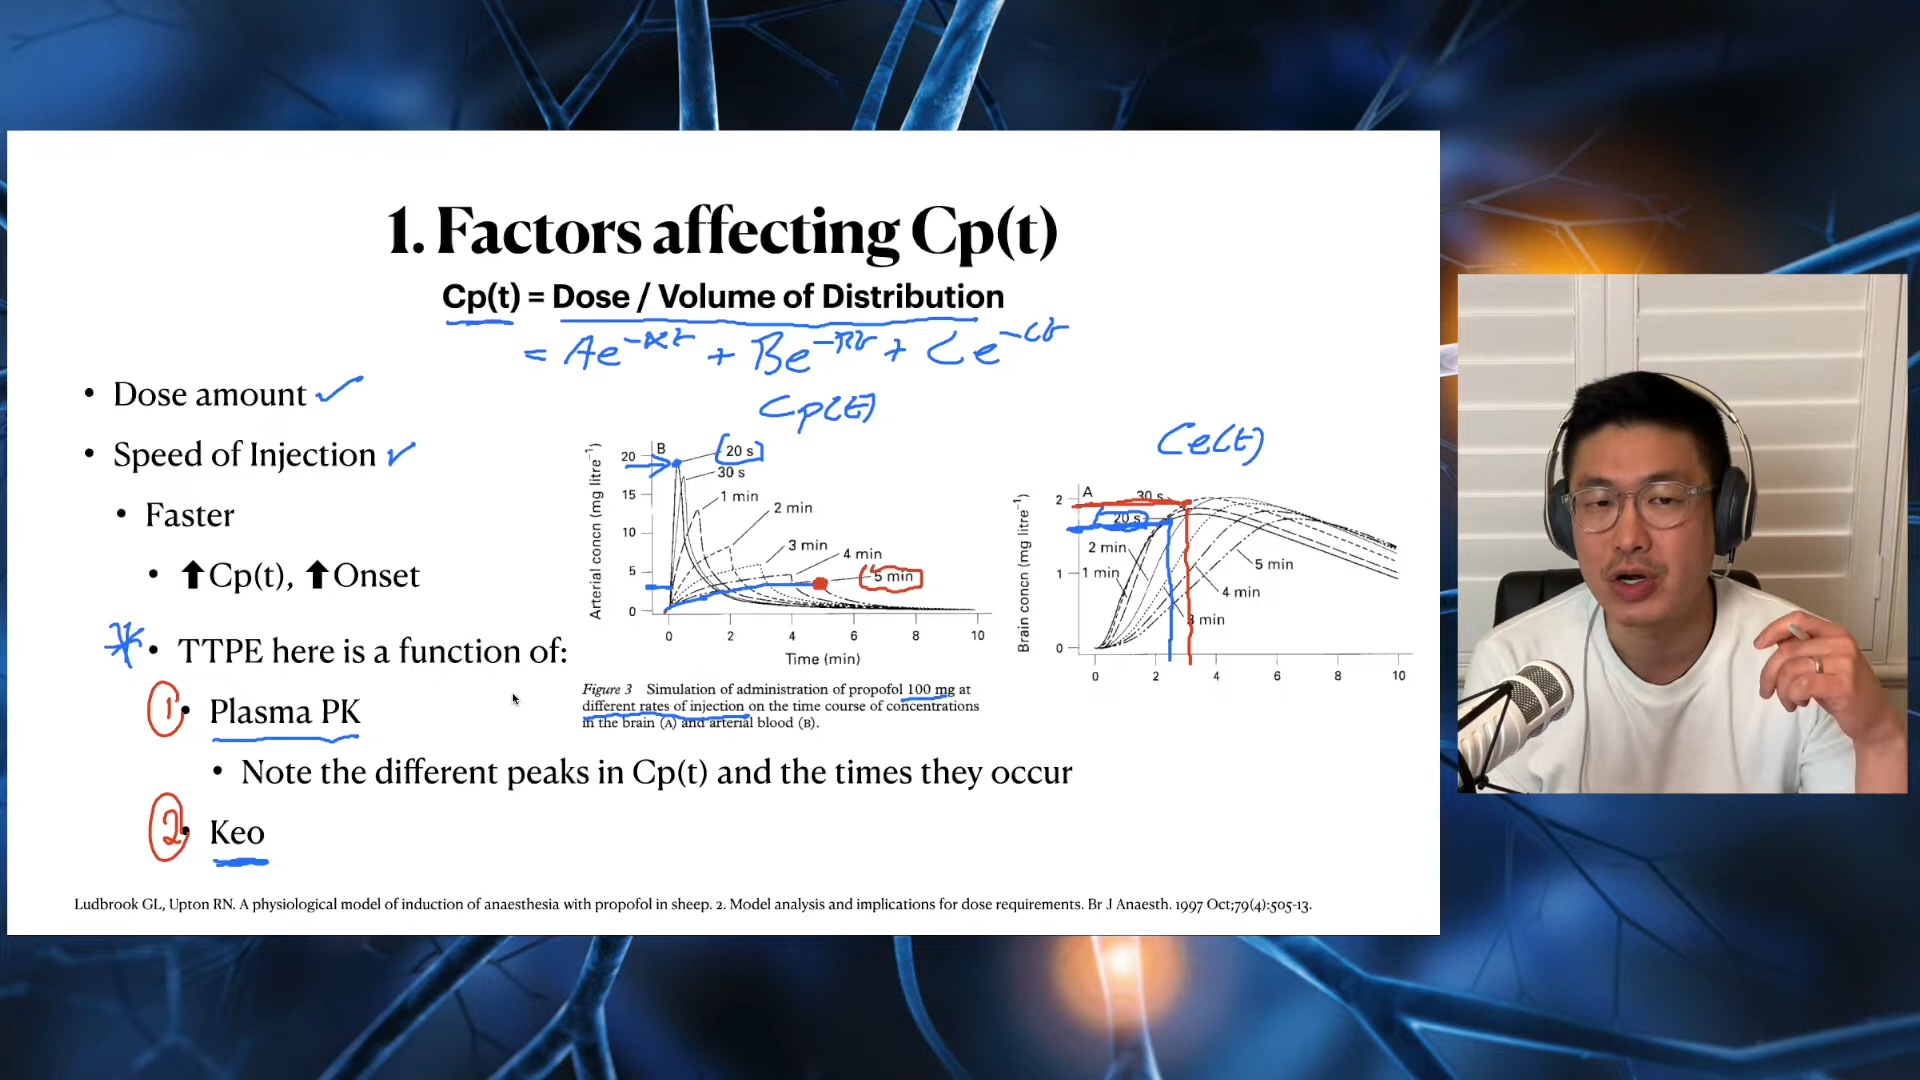 1. Factors affecting Cp(t)
Cp(t) = Dose / Volume of Distribution
= Ae^-αt + Be^-βt + Ce^-Ct
• Dose amount ✓
• Speed of Injection ✓
• Faster
• ⬆Cp(t), ⬆Onset
* • TTPE here is a function of:
1 • Plasma PK
• Note the different peaks in Cp(t) and the times they occur
2 • Keo
Cp(t)
Arterial concn (mg litre⁻¹)
B
20
15
10
5
0
20 s
30 s
1 min
2 min
3 min
4 min
5 min
0 2 4 6 8 10
Time (min)
Ce(t)
Brain concn (mg litre⁻¹)
A
2
1
0
30 s
20 s
2 min
1 min
5 min
4 min
3 min
0 2 4 6 8 10
Figure 3 Simulation of administration of propofol 100 mg at
different rates of injection on the time course of concentrations
in the brain (A) and arterial blood (B).
Ludbrook GL, Upton RN. A physiological model of induction of anaesthesia with propofol in sheep. 2. Model analysis and implications for dose requirements. Br J Anaesth. 1997 Oct;79(4):505-13.